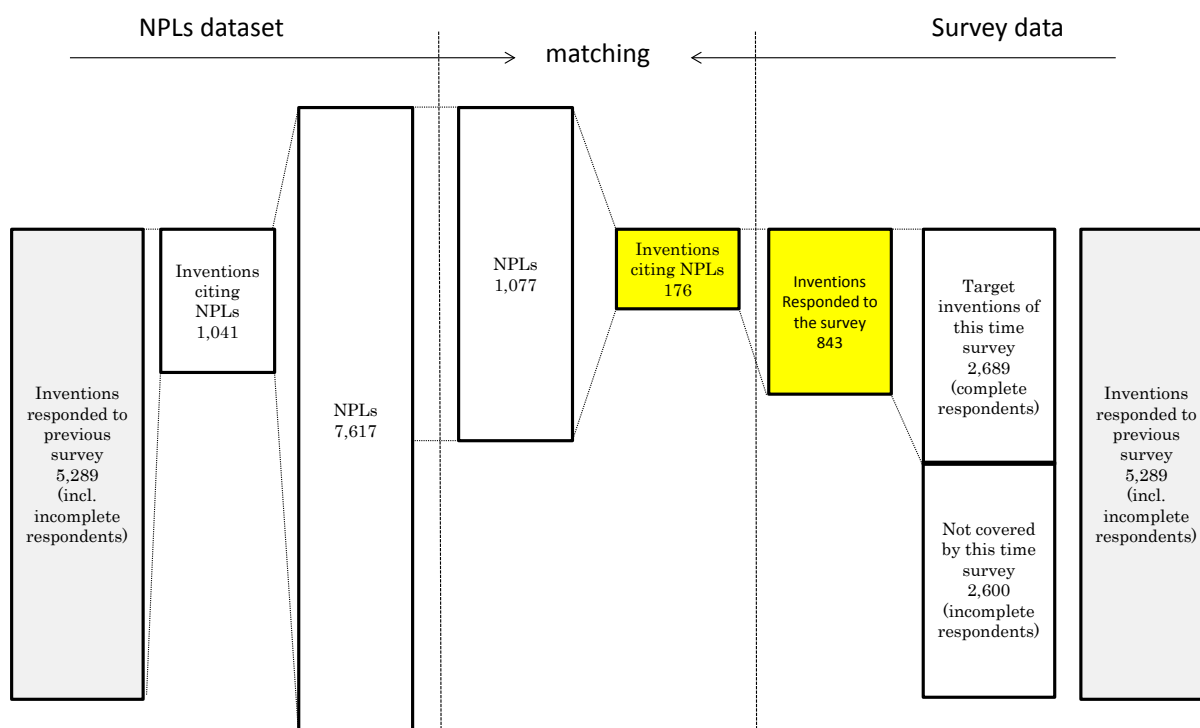 NPLs dataset
matching
Survey data
Inventions
responded to
previous
survey
5,289
(incl.
incomplete
respondents)
Inventions
citing
NPLs
1,041
NPLs
7,617
NPLs
1,077
Inventions
citing NPLs
176
Inventions
Responded to
the survey
843
Target
inventions of
this time
survey
2,689
(complete
respondents)
Not covered
by this time
survey
2,600
(incomplete
respondents)
Inventions
responded to
previous
survey
5,289
(incl.
incomplete
respondents)